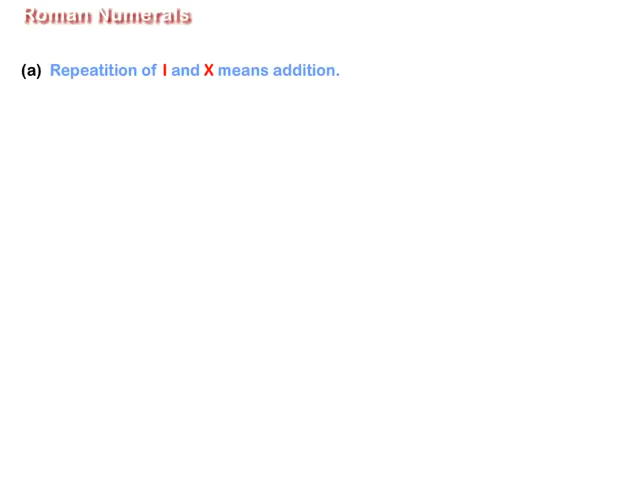 Roman Numerals
(a) Repeatition of I and X means addition.